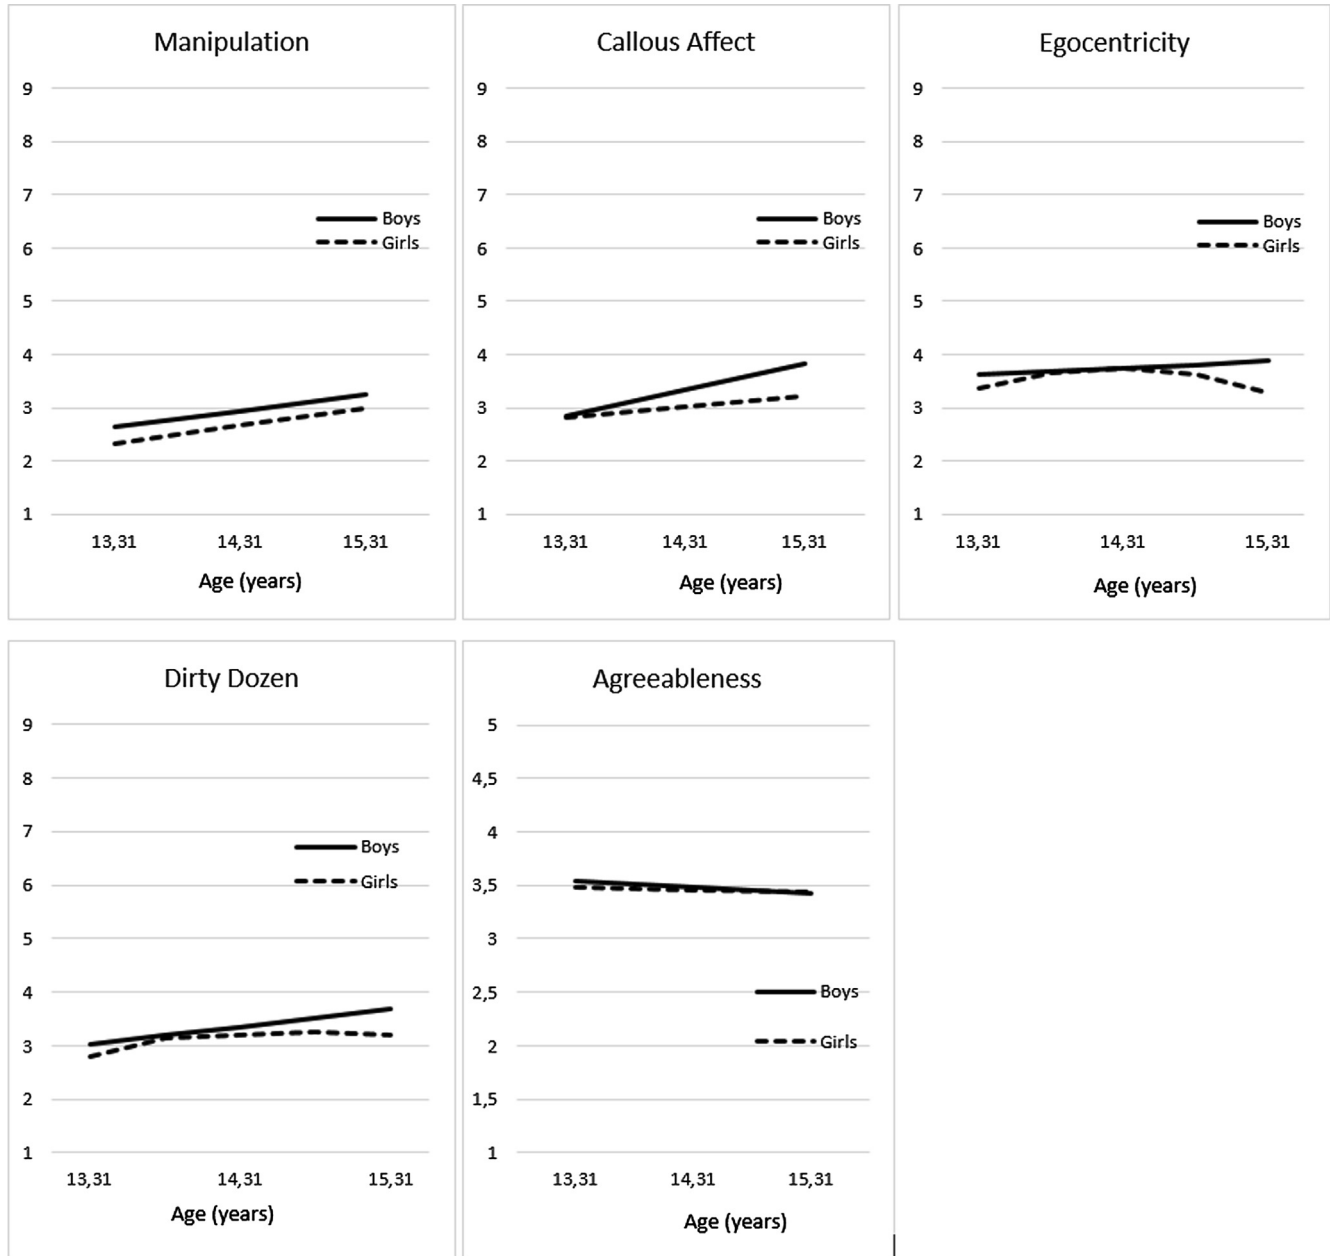 Manipulation
9
8
7
6
5
4
3
2
1
Boys
Girls
13,31 14,31 15,31
Age (years)
Callous Affect
9
8
7
6
5
4
3
2
1
Boys
Girls
13,31 14,31 15,31
Age (years)
Egocentricity
9
8
7
6
5
4
3
2
1
Boys
Girls
13,31 14,31 15,31
Age (years)
Dirty Dozen
9
8
7
6
5
4
3
2
1
Boys
Girls
13,31 14,31 15,31
Age (years)
Agreeableness
5
4,5
4
3,5
3
2,5
2
1,5
1
Boys
Girls
13,31 14,31 15,31
Age (years)